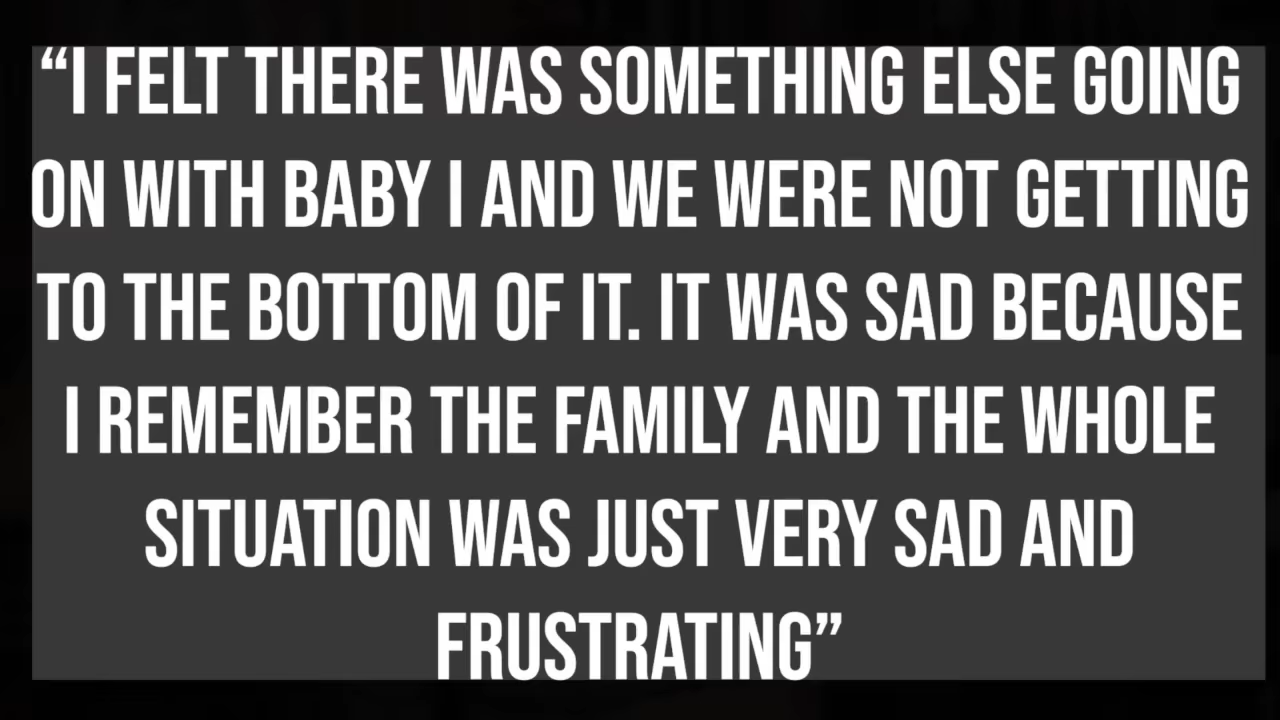 “I FELT THERE WAS SOMETHING ELSE GOING
ON WITH BABY I AND WE WERE NOT GETTING
TO THE BOTTOM OF IT. IT WAS SAD BECAUSE
I REMEMBER THE FAMILY AND THE WHOLE
SITUATION WAS JUST VERY SAD AND
FRUSTRATING”